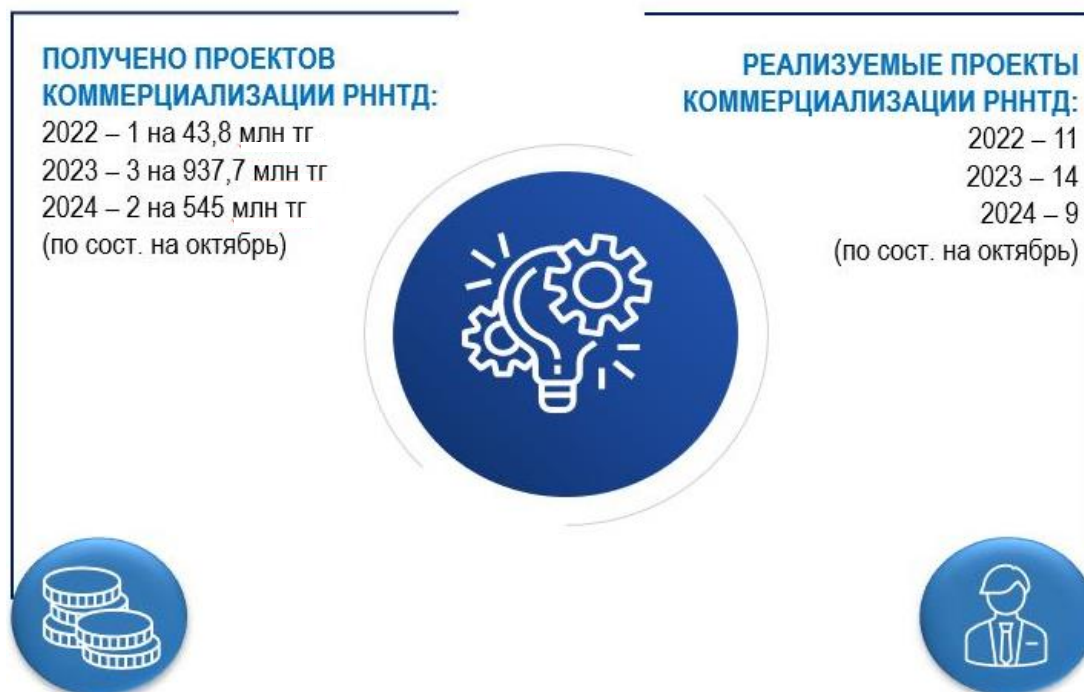 ПОЛУЧЕНО ПРОЕКТОВ
КОММЕРЦИАЛИЗАЦИИ РННТД:
2022 – 1 на 43,8 млн тг
2023 – 3 на 937,7 млн тг
2024 – 2 на 545 млн тг
(по сост. на октябрь)
РЕАЛИЗУЕМЫЕ ПРОЕКТЫ
КОММЕРЦИАЛИЗАЦИИ РННТД:
2022 – 11
2023 – 14
2024 – 9
(по сост. на октябрь)